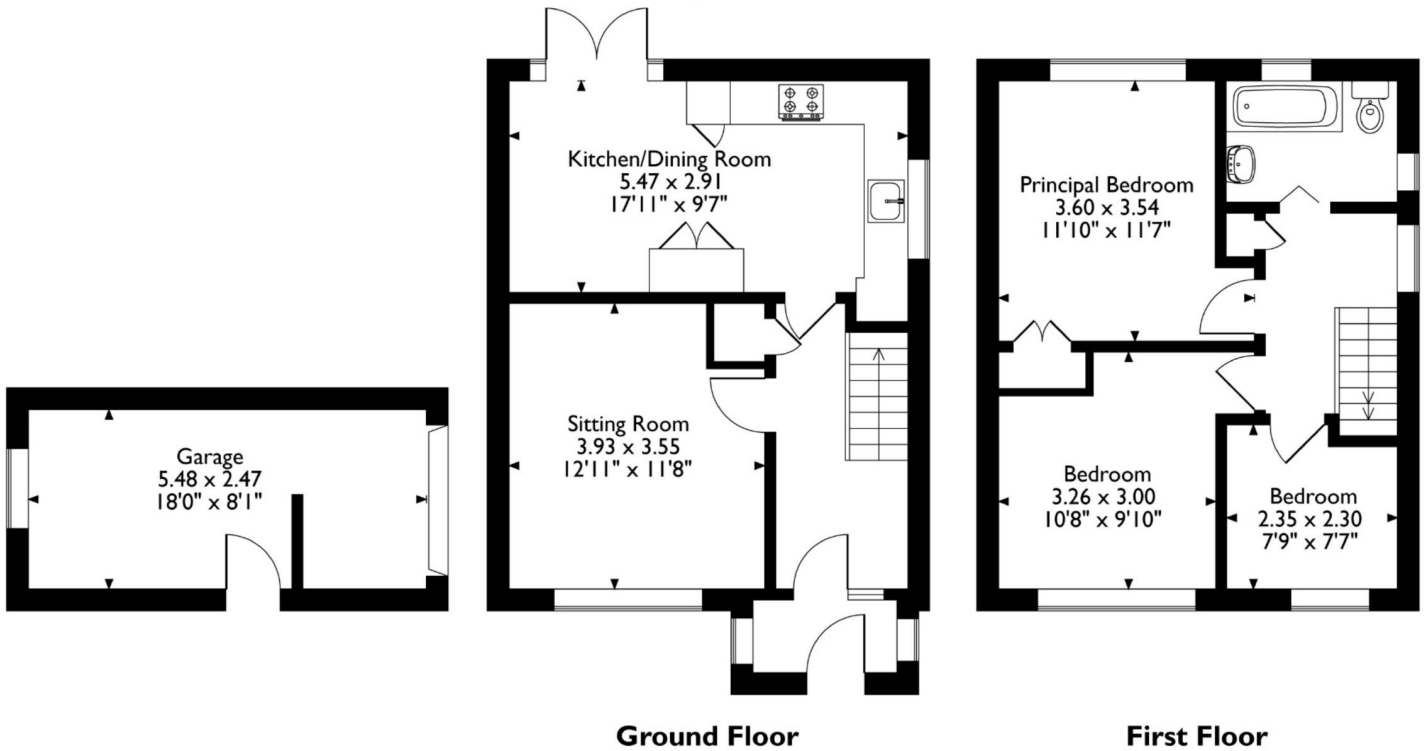 Kitchen/Dining Room
5.47 x 2.91
17'11" x 9'7"
Principal Bedroom
3.60 x 3.54
11'10" x 11'7"
Garage
5.48 x 2.47
18'0" x 8'1"
Sitting Room
3.93 x 3.55
12'11" x 11'8"
Bedroom
3.26 x 3.00
10'8" x 9'10"
Bedroom
2.35 x 2.30
7'9" x 7'7"
Ground Floor
First Floor